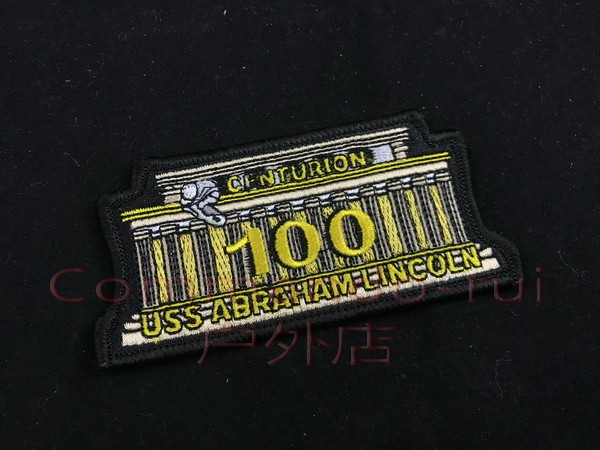 CENTURION
100
USS ABRAHAM LINCOLN
户外店